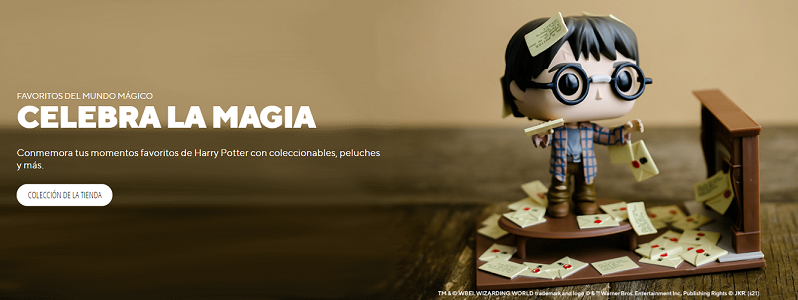 FAVORITOS DEL MUNDO MÁGICO
CELEBRA LA MAGIA
Conmemora tus momentos favoritos de Harry Potter con coleccionables, peluches
y más.
COLECCIÓN DE LA TIENDA
TM & © WBEI. WIZARDING WORLD trademark and logo © & ™ Warner Bros. Entertainment Inc. Publishing Rights © JKR. (s21)